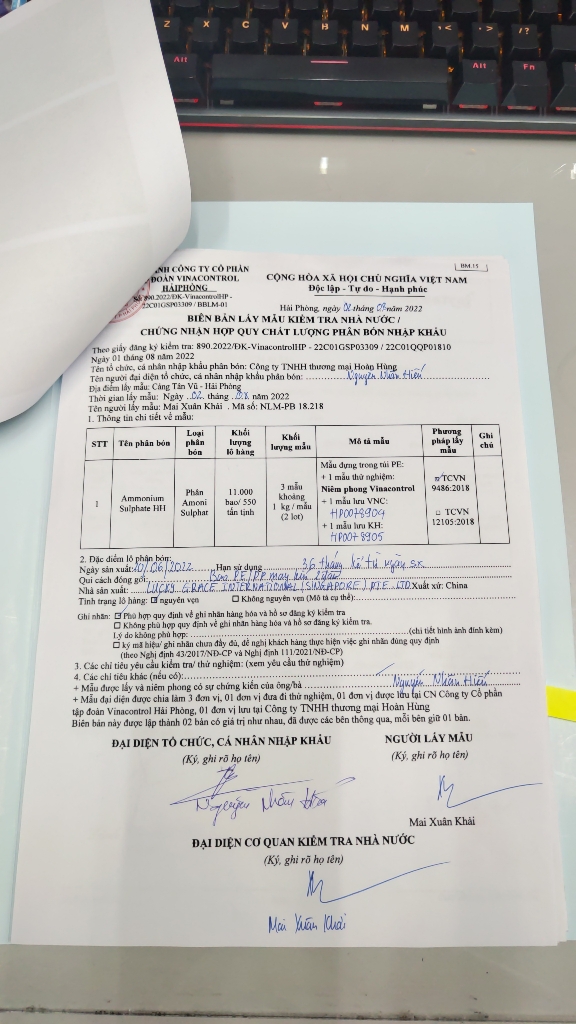 Z X C V B N M < > /?
Alt Alt Fn
BM.15
NH CÔNG TY CỔ PHẦN
ĐOÀN VINACONTROL
HẢI PHÒNG
CỘNG HÒA XÃ HỘI CHỦ NGHĨA VIỆT NAM
Độc lập - Tự do - Hạnh phúc
Số 890.2022/ĐK-VinacontrolHP -
22C01GSP03309 / BBLM-01
Hải Phòng, ngày 02 tháng 08 năm 2022
BIÊN BẢN LẤY MẪU KIỂM TRA NHÀ NƯỚC /
CHỨNG NHẬN HỢP QUY CHẤT LƯỢNG PHÂN BÓN NHẬP KHẨU
Theo giấy đăng ký kiểm tra: 890.2022/ĐK-VinacontrolHP - 22C01GSP03309 / 22C01QQP01810
Ngày 01 tháng 08 năm 2022
Tên tổ chức, cá nhân nhập khẩu phân bón: Công ty TNHH thương mại Hoàn Hùng
Tên người đại diện tổ chức, cá nhân nhập khẩu phân bón: Nguyễn Nhân Hiếu
Địa điểm lấy mẫu: Cảng Tân Vũ - Hải Phòng
Thời gian lấy mẫu: Ngày 02 tháng 08 năm 2022
Tên người lấy mẫu: Mai Xuân Khải . Mã số: NLM-PB 18.218
1. Thông tin chi tiết về mẫu:
STT Tên phân bón Loại phân bón Khối lượng lô hàng Khối lượng mẫu Mô tả mẫu Phương pháp lấy mẫu Ghi chú
1 Ammonium Sulphate HH Phân Amoni Sulphat 11.000 bao/ 550 tấn tịnh 3 mẫu khoảng 1 kg / mẫu (2 lot)
Mẫu đựng trong túi PE:
+ 1 mẫu thử nghiệm:
Niêm phong Vinacontrol
+ 1 mẫu lưu VNC:
HP0078904
+ 1 mẫu lưu KH:
HP0078905
☑ TCVN 9486:2018
☐ TCVN 12105:2018
2. Đặc điểm lô phân bón:
Ngày sản xuất: 10/06/2022 Hạn sử dụng 36 tháng kể từ ngày sx
Qui cách đóng gói: Bao PE/PP may kín 2 đầu
Nhà sản xuất: LUCKY GRACE INTERNATIONAL (SINGAPORE) PTE. LTD Xuất xứ: China
Tình trạng lô hàng: ☑ nguyên vẹn ☐ Không nguyên vẹn (Mô tả cụ thể)
Ghi nhãn: ☑ Phù hợp quy định về ghi nhãn hàng hóa và hồ sơ đăng ký kiểm tra
☐ Không phù hợp quy định về ghi nhãn hàng hóa và hồ sơ đăng ký kiểm tra.
Lý do không phù hợp: (chi tiết hình ảnh đính kèm)
☐ ký mã hiệu/ ghi nhãn chưa đầy đủ, đề nghị khách hàng thực hiện việc ghi nhãn đúng quy định
(theo Nghị định 43/2017/NĐ-CP và Nghị định 111/2021/NĐ-CP)
3. Các chỉ tiêu yêu cầu kiểm tra/ thử nghiệm: (xem yêu cầu thử nghiệm)
4. Các chỉ tiêu khác (nếu có):
+ Mẫu được lấy và niêm phong có sự chứng kiến của ông/bà Nguyễn Nhân Hiếu
+ Mẫu đại diện được chia làm 3 đơn vị, 01 đơn vị đưa đi thử nghiệm, 01 đơn vị được lưu tại CN Công ty Cổ phần
tập đoàn Vinacontrol Hải Phòng, 01 đơn vị lưu tại Công ty TNHH thương mại Hoàn Hùng
Biên bản này được lập thành 02 bản có giá trị như nhau, đã được các bên thông qua, mỗi bên giữ 01 bản.
ĐẠI DIỆN TỔ CHỨC, CÁ NHÂN NHẬP KHẨU
(Ký, ghi rõ họ tên)
Nguyễn Nhân Hiếu
NGƯỜI LẤY MẪU
(Ký, ghi rõ họ tên)
Mai Xuân Khải
ĐẠI DIỆN CƠ QUAN KIỂM TRA NHÀ NƯỚC
(Ký, ghi rõ họ tên)
Mai Xuân Khải